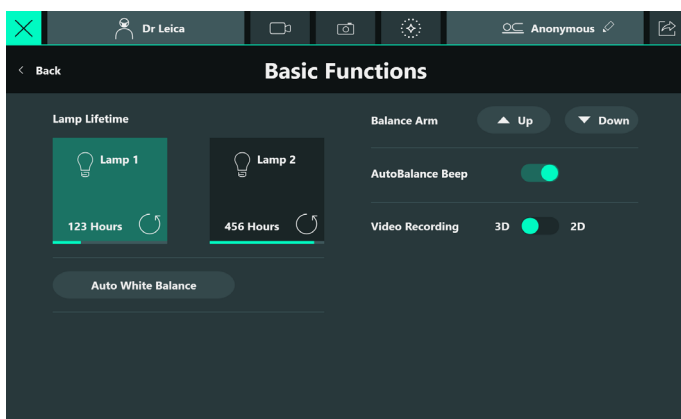 Dr Leica
Anonymous
Back
Basic Functions
Lamp Lifetime
Lamp 1
123 Hours
Lamp 2
456 Hours
Auto White Balance
Balance Arm
Up
Down
AutoBalance Beep
Video Recording
3D
2D